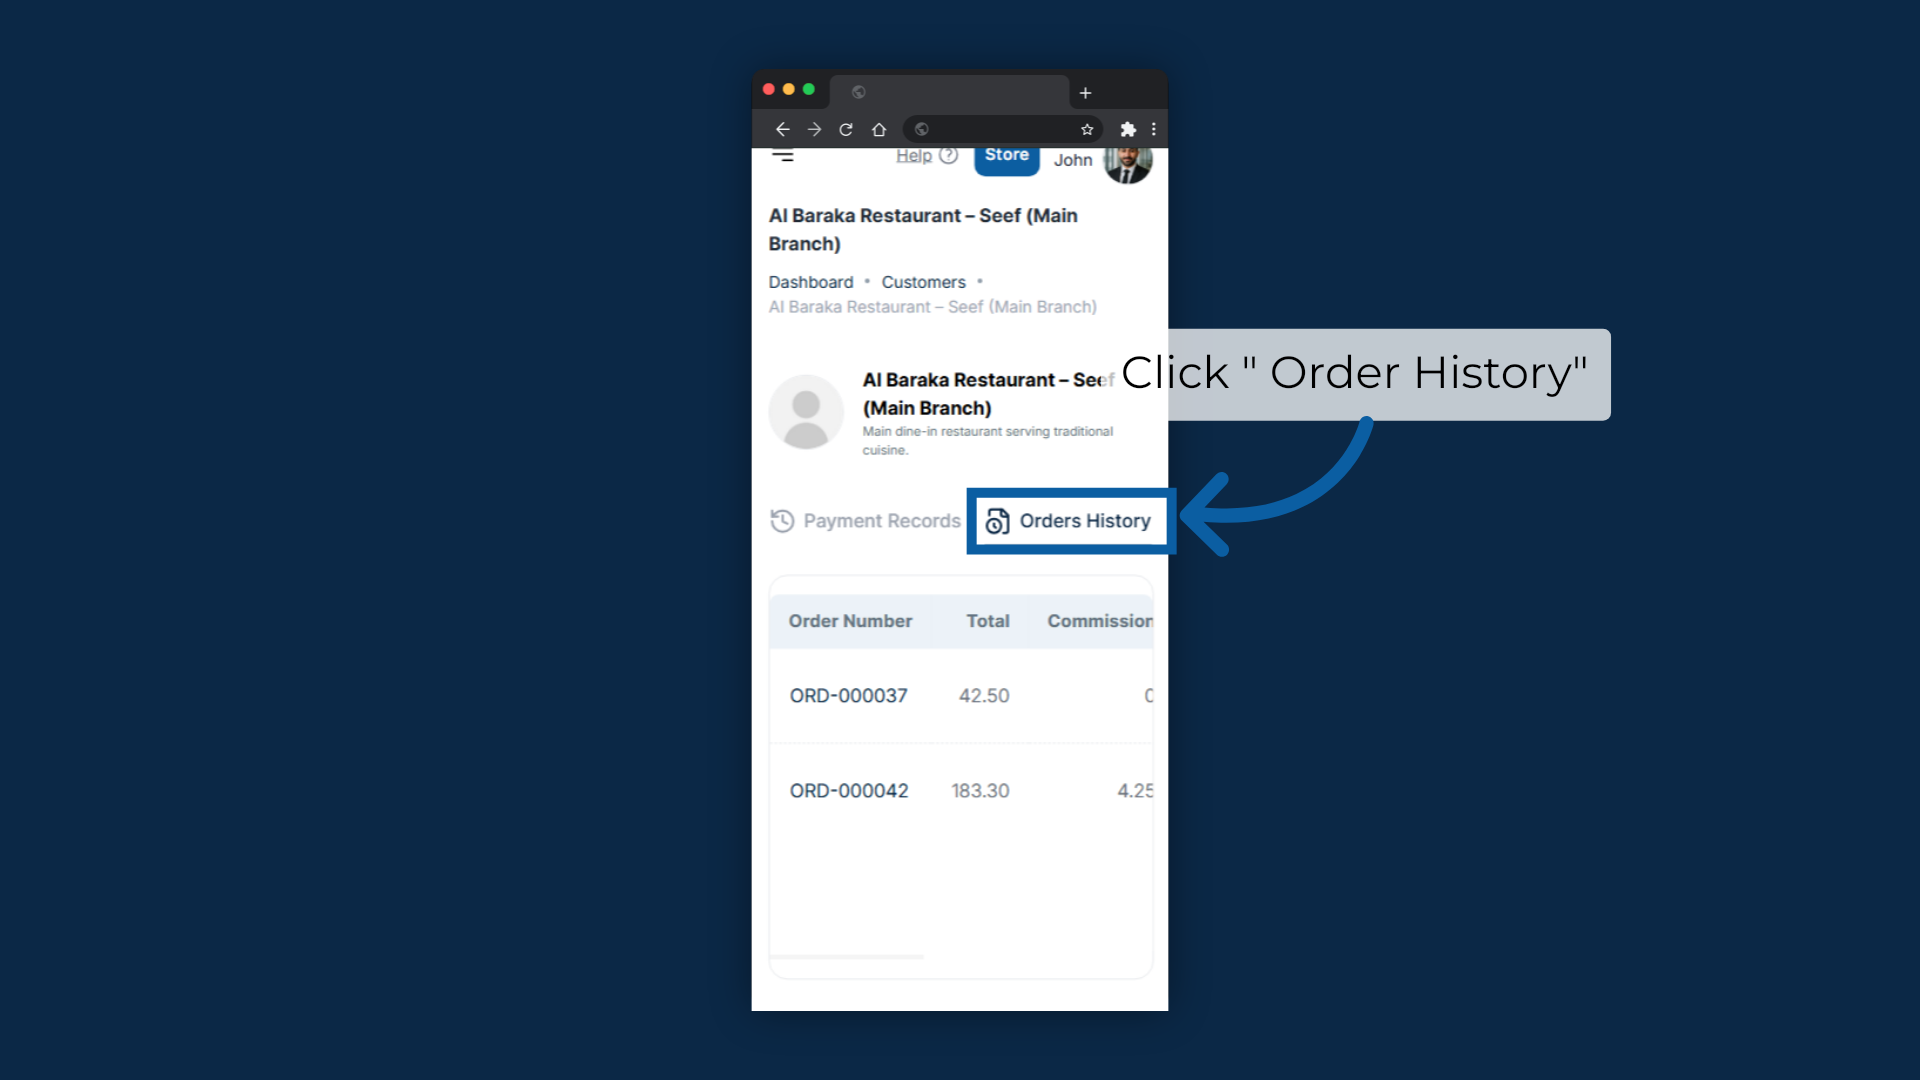 Help
Store
John
Al Baraka Restaurant – Seef (Main
Branch)
Dashboard • Customers •
Al Baraka Restaurant – Seef (Main Branch)
Al Baraka Restaurant – Seef
(Main Branch)
Main dine-in restaurant serving traditional
cuisine.
Click " Order History"
Payment Records
Orders History
Order Number Total Commission
ORD-000037 42.50 0
ORD-000042 183.30 4.25